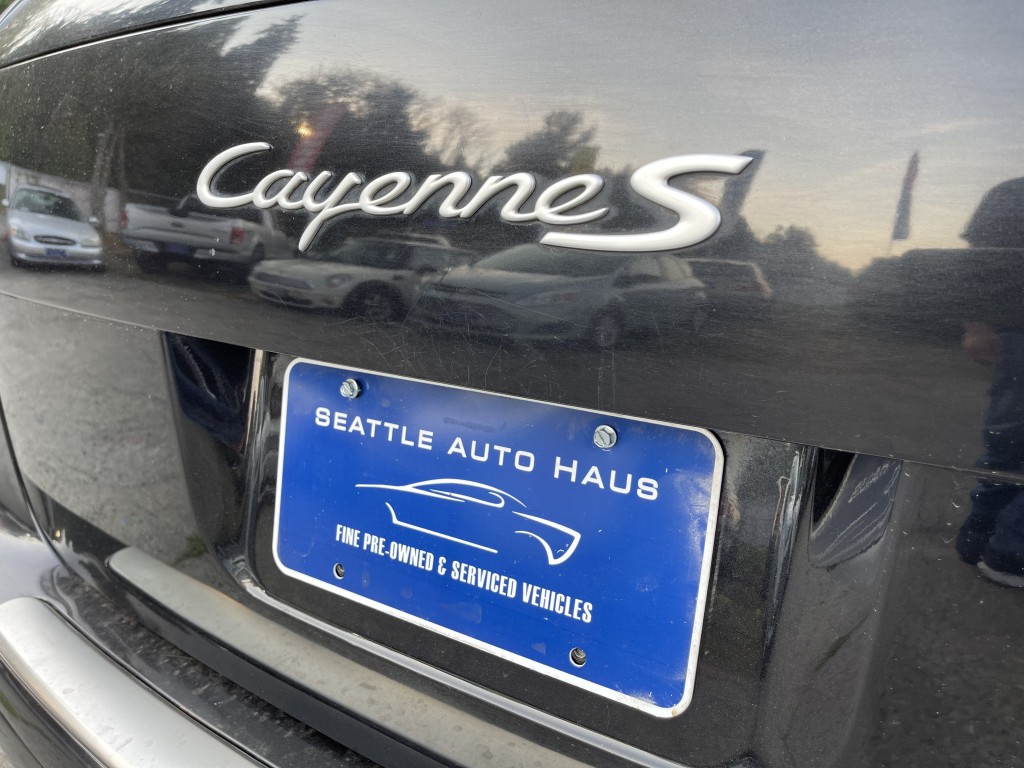 Cayenne S
SEATTLE AUTO HAUS
FINE PRE-OWNED & SERVICED VEHICLES